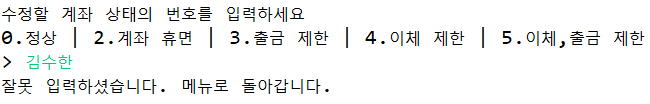 수정할 계좌 상태의 번호를 입력하세요
0.정상 | 2.계좌 휴면 | 3.출금 제한 | 4.이체 제한 | 5.이체,출금 제한
> 김수한
잘못 입력하셨습니다. 메뉴로 돌아갑니다.